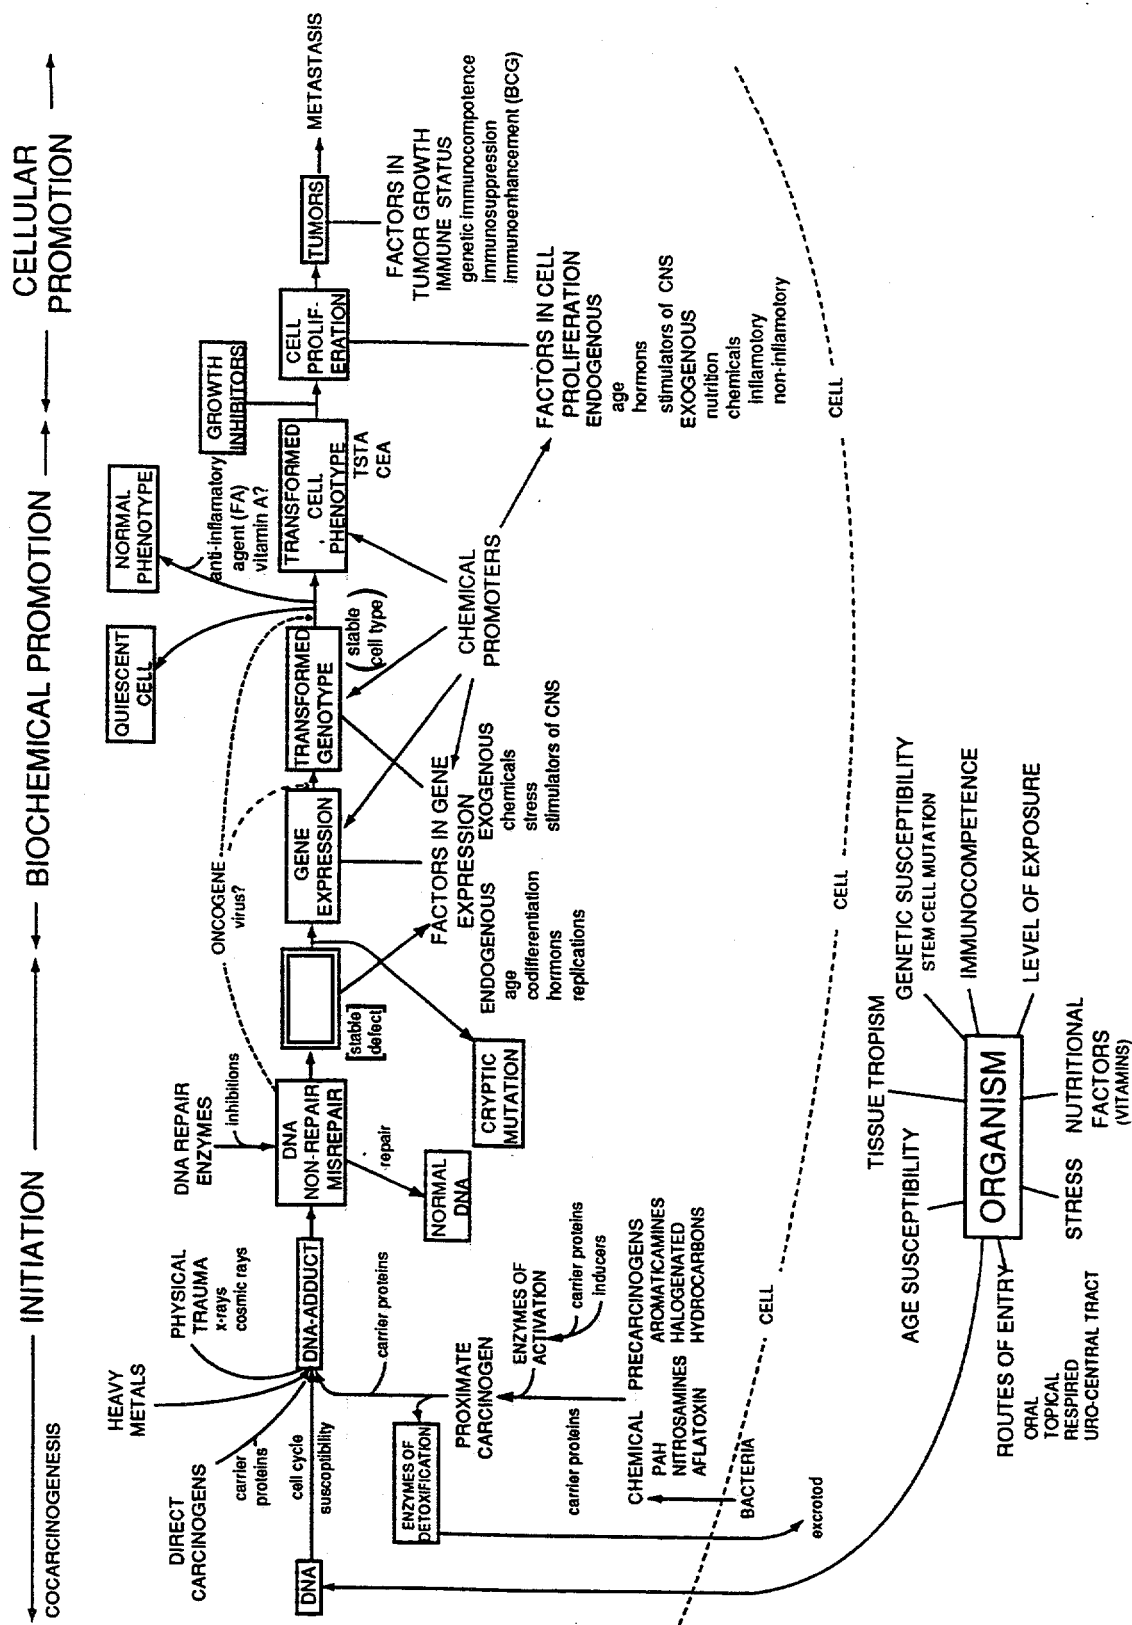 COCARCINOGENESIS
INITIATION
BIOCHEMICAL PROMOTION
CELLULAR
PROMOTION
HEAVY
METALS
DIRECT
CARCINOGENS
carrier
proteins
PHYSICAL
TRAUMA
x-rays
cosmic rays
cell cycle
susceptibility
DNA
DNA-ADDUCT
DNA REPAIR
ENZYMES
inhibitions
DNA
NON-REPAIR
MISREPAIR
repair
NORMAL
DNA
[stable
defect]
CRYPTIC
MUTATION
ONCOGENE
virus?
GENE
EXPRESSION
TRANSFORMED
GENOTYPE
(stable
cell type)
QUIESCENT
CELL
NORMAL
PHENOTYPE
anti-inflamatory
agent (FA)
vitamin A?
TRANSFORMED
CELL
PHENOTYPE
TSTA
CEA
GROWTH
INHIBITORS
CELL
PROLIF-
ERATION
TUMORS
METASTASIS
FACTORS IN
TUMOR GROWTH
IMMUNE STATUS
genetic immunocompetence
immunosuppression
immunoenhancement (BCG)
FACTORS IN CELL
PROLIFERATION
ENDOGENOUS
age
hormons
stimulators of CNS
EXOGENOUS
nutrition
chemicals
inflamotory
non-inflamotory
CHEMICAL
PROMOTERS
FACTORS IN GENE
EXPRESSION
ENDOGENOUS
age
codifferentiation
hormons
replications
EXOGENOUS
chemicals
stress
stimulators of CNS
carrier proteins
ENZYMES OF
DETOXIFICATION
PROXIMATE
CARCINOGEN
ENZYMES OF
ACTIVATION
carrier proteins
inducers
carrier proteins
CHEMICAL PRECARCINOGENS
PAH AROMATICAMINES
NITROSAMINES HALOGENATED
AFLATOXIN HYDROCARBONS
BACTERIA
excrotod
CELL
CELL
CELL
ORGANISM
ROUTES OF ENTRY
ORAL
TOPICAL
RESPIRED
URO-CENTRAL TRACT
AGE SUSCEPTIBILITY
TISSUE TROPISM
GENETIC SUSCEPTIBILITY
STEM CELL MUTATION
IMMUNOCOMPETENCE
LEVEL OF EXPOSURE
STRESS
NUTRITIONAL
FACTORS
(VITAMINS)